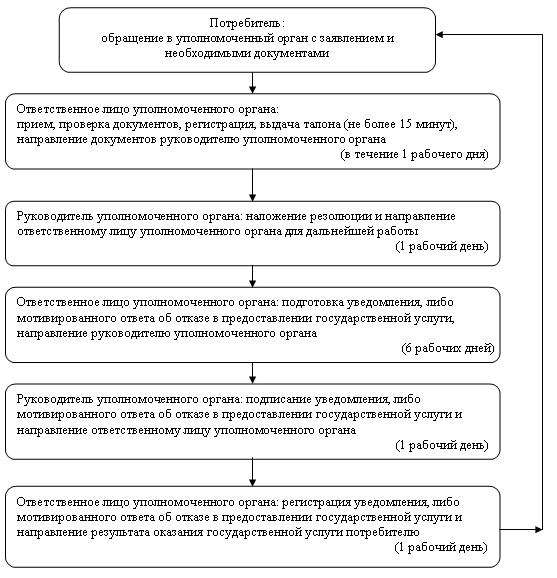 Потребитель:
обращение в уполномоченный орган с заявлением и
необходимыми документами
Ответственное лицо уполномоченного органа:
прием, проверка документов, регистрация, выдача талона (не более 15 минут),
направление документов руководителю уполномоченного органа
(в течение 1 рабочего дня)
Руководитель уполномоченного органа: наложение резолюции и направление
ответственному лицу уполномоченного органа для дальнейшей работы
(1 рабочий день)
Ответственное лицо уполномоченного органа: подготовка уведомления, либо
мотивированного ответа об отказе в предоставлении государственной услуги,
направление руководителю уполномоченного органа
(6 рабочих дней)
Руководитель уполномоченного органа: подписание уведомления, либо
мотивированного ответа об отказе в предоставлении государственной услуги и
направление ответственному лицу уполномоченного органа
(1 рабочий день)
Ответственное лицо уполномоченного органа: регистрация уведомления, либо
мотивированного ответа об отказе в предоставлении государственной услуги и
направление результата оказания государственной услуги потребителю
(1 рабочий день)